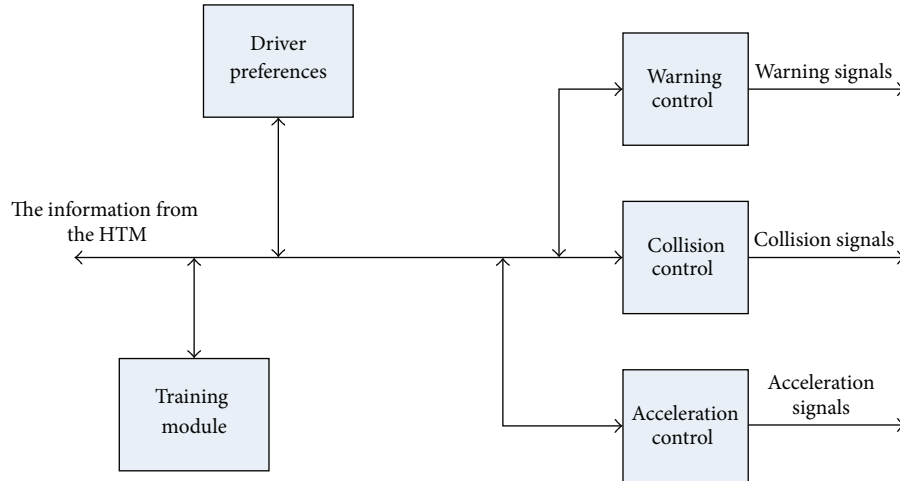 Driver
preferences
Warning
control
Warning signals
The information from
the HTM
Collision
control
Collision signals
Training
module
Acceleration
control
Acceleration
signals